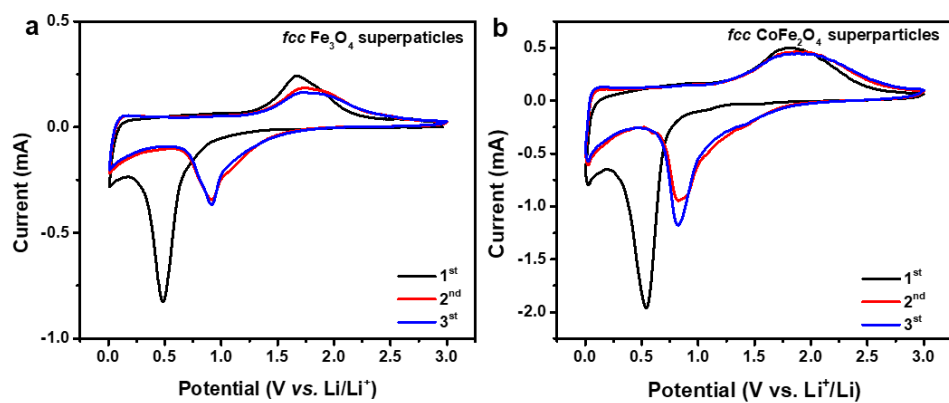 a
fcc Fe3O4 superpaticles
0.5
0.0
-0.5
-1.0
Current (mA)
1st
2nd
3st
0.0 0.5 1.0 1.5 2.0 2.5 3.0
Potential (V vs. Li/Li+)
b
fcc CoFe2O4 superparticles
0.5
0.0
-0.5
-1.0
-1.5
-2.0
Current (mA)
1st
2nd
3st
0.0 0.5 1.0 1.5 2.0 2.5 3.0
Potential (V vs. Li+/Li)